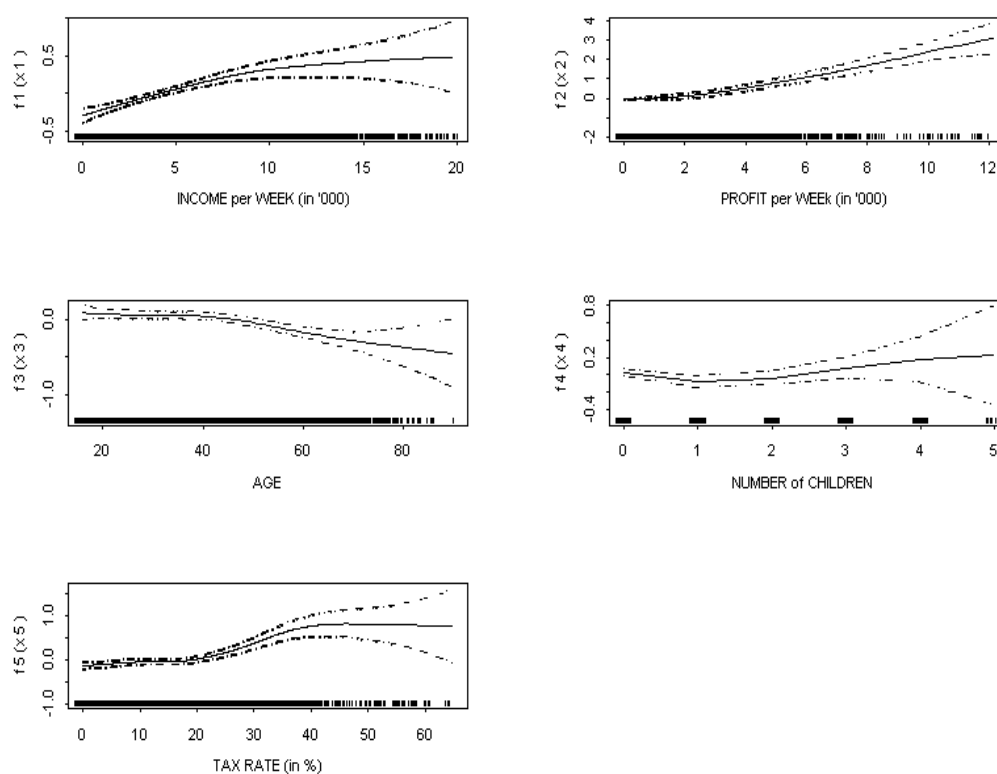 f1 (x1)
0.5
-0.5
0 5 10 15 20
INCOME per WEEK (in '000)
f2 (x2)
4
3
2
1
0
-2
0 2 4 6 8 10 12
PROFIT per WEEk (in '000)
f3 (x3)
0.0
-1.0
20 40 60 80
AGE
f4 (x4)
0.8
0.2
-0.4
0 1 2 3 4 5
NUMBER of CHILDREN
f5 (x5)
1.0
0.0
-1.0
0 10 20 30 40 50 60
TAX RATE (in %)